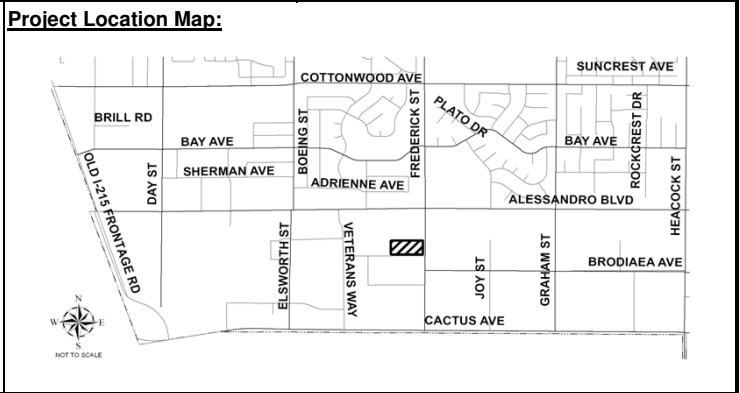 Project Location Map:
SUNCREST AVE
COTTONWOOD AVE
BRILL RD
BOEING ST
FREDERICK ST
PLATO DR
ROCKCREST DR
BAY AVE
BAY AVE
OLD I-215 FRONTAGE RD
DAY ST
SHERMAN AVE
ADRIENNE AVE
HEACOCK ST
ALESSANDRO BLVD
ELSWORTH ST
VETERANS WAY
JOY ST
GRAHAM ST
BRODIAEA AVE
CACTUS AVE
N
W E
S
NOT TO SCALE